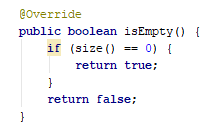 @Override
public boolean isEmpty() {
    if (size() == 0) {
        return true;
    }
    return false;
}